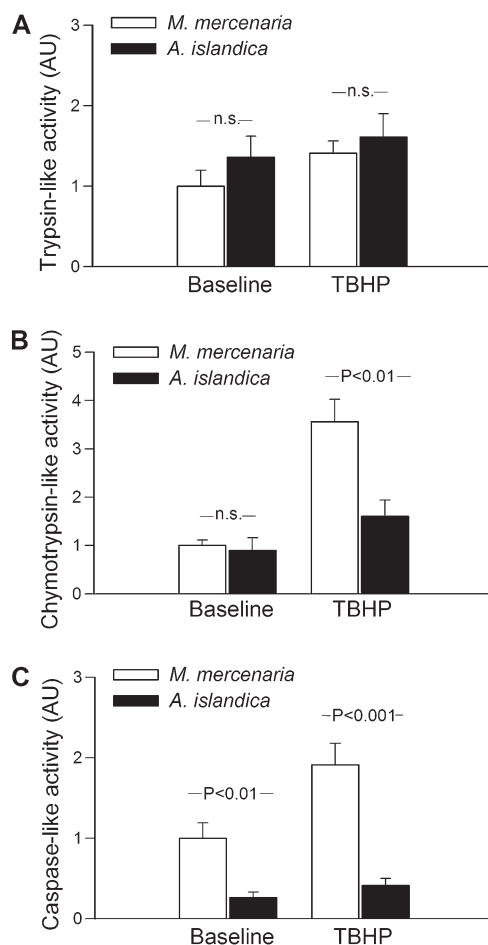 A
Trypsin-like activity (AU)
3
2
1
0
M. mercenaria
A. islandica
n.s.
n.s.
Baseline
TBHP
B
Chymotrypsin-like activity (AU)
5
4
3
2
1
0
M. mercenaria
A. islandica
n.s.
P<0.01
Baseline
TBHP
C
Caspase-like activity (AU)
3
2
1
0
M. mercenaria
A. islandica
P<0.01
P<0.001
Baseline
TBHP